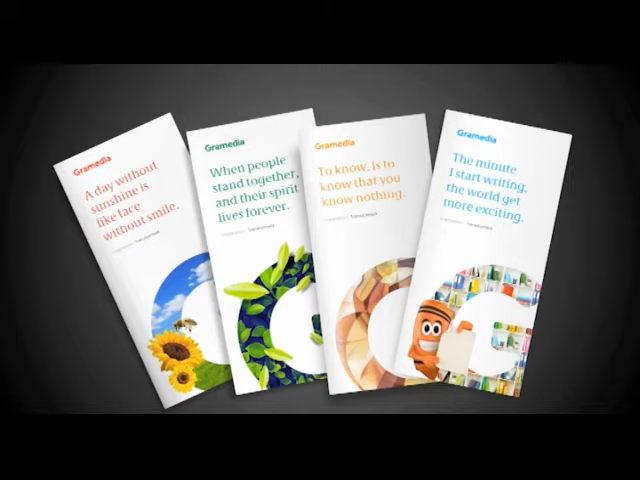 Gramedia
A day without
sunshine is
like face
without smile.
Gramedia
When people
stand together,
and their spirit
lives forever.
Gramedia
To know, is to
know that you
know nothing.
Gramedia
The minute
I start writing,
the world get
more exciting.